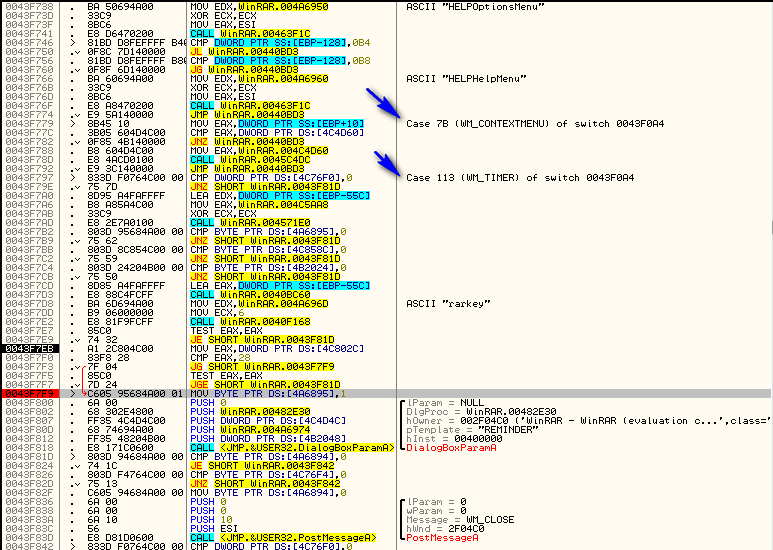 0043F738 . BA 50694A00 MOV EDX,WinRAR.004A6950 ASCII "HELPOptionsMenu"
0043F73D . 33C9 XOR ECX,ECX
0043F73F . 8BC6 MOV EAX,ESI
0043F741 . E8 D6470200 CALL WinRAR.00463F1C
0043F746 > 81BD D8FEFFFF B40 CMP DWORD PTR SS:[EBP-128],0B4
0043F750 .v 0F8C 7D140000 JL WinRAR.00440BD3
0043F756 . 81BD D8FEFFFF B80 CMP DWORD PTR SS:[EBP-128],0B8
0043F760 .v 0F8F 6D140000 JG WinRAR.00440BD3
0043F766 . BA 60694A00 MOV EDX,WinRAR.004A6960 ASCII "HELPHelpMenu"
0043F76B . 33C9 XOR ECX,ECX
0043F76D . 8BC6 MOV EAX,ESI
0043F76F . E8 A8470200 CALL WinRAR.00463F1C
0043F774 .v E9 5A140000 JMP WinRAR.00440BD3
0043F779 > 8B45 10 MOV EAX,DWORD PTR SS:[EBP+10] Case 7B (WM_CONTEXTMENU) of switch 0043F0A4
0043F77C . 3B05 604D4C00 CMP EAX,DWORD PTR DS:[4C4D60]
0043F782 .v 0F85 4B140000 JNZ WinRAR.00440BD3
0043F788 . B8 604D4C00 MOV EAX,WinRAR.004C4D60
0043F78D . E8 4ACD0100 CALL WinRAR.0045C4DC
0043F792 .v E9 3C140000 JMP WinRAR.00440BD3
0043F797 > 833D F0764C00 00 CMP DWORD PTR DS:[4C76F0],0 Case 113 (WM_TIMER) of switch 0043F0A4
0043F79E .v 75 7D JNZ SHORT WinRAR.0043F81D
0043F7A0 . 8D95 A4FAFFFF LEA EDX,DWORD PTR SS:[EBP-55C]
0043F7A6 . B8 A85A4C00 MOV EAX,WinRAR.004C5AA8
0043F7AB . 33C9 XOR ECX,ECX
0043F7AD . E8 2E7A0100 CALL WinRAR.004571E0
0043F7B2 . 803D 95684A00 00 CMP BYTE PTR DS:[4A6895],0
0043F7B9 .v 75 62 JNZ SHORT WinRAR.0043F81D
0043F7BB . 803D 8C854C00 00 CMP BYTE PTR DS:[4C858C],0
0043F7C2 .v 75 59 JNZ SHORT WinRAR.0043F81D
0043F7C4 . 803D 24204B00 00 CMP BYTE PTR DS:[4B2024],0
0043F7CB .v 75 50 JNZ SHORT WinRAR.0043F81D
0043F7CD . 8D85 A4FAFFFF LEA EAX,DWORD PTR SS:[EBP-55C]
0043F7D3 . E8 88C4FCFF CALL WinRAR.0040BC60
0043F7D8 . BA 6D694A00 MOV EDX,WinRAR.004A696D ASCII "rarkey"
0043F7DD . B9 06000000 MOV ECX,6
0043F7E2 . E8 81F9FCFF CALL WinRAR.0040F168
0043F7E7 . 85C0 TEST EAX,EAX
0043F7E9 .v 74 32 JE SHORT WinRAR.0043F81D
0043F7EB . A1 2C804C00 MOV EAX,DWORD PTR DS:[4C802C]
0043F7F0 . 83F8 28 CMP EAX,28
0043F7F3 .v 7F 04 JG SHORT WinRAR.0043F7F9
0043F7F5 . 85C0 TEST EAX,EAX
0043F7F7 .v 7D 24 JGE SHORT WinRAR.0043F81D
0043F7F9 > C605 95684A00 01 MOV BYTE PTR DS:[4A6895],1
0043F800 . 6A 00 PUSH 0 lParam = NULL
0043F802 . 68 302E4800 PUSH WinRAR.00482E30 DlgProc = WinRAR.00482E30
0043F807 . FF35 4C4D4C00 PUSH DWORD PTR DS:[4C4D4C] hOwner = 002F04C0 ('WinRAR - WinRAR (evaluation c...',class='
0043F80D . 68 74694A00 PUSH WinRAR.004A6974 pTemplate = "REMINDER"
0043F812 . FF35 48204B00 PUSH DWORD PTR DS:[4B2048] hInst = 00400000
0043F818 . E8 171C0600 CALL <JMP.&USER32.DialogBoxParamA> DialogBoxParamA
0043F81D > 803D 94684A00 00 CMP BYTE PTR DS:[4A6894],0
0043F824 .v 74 1C JE SHORT WinRAR.0043F842
0043F826 . 833D F4764C00 00 CMP DWORD PTR DS:[4C76F4],0
0043F82D .v 75 13 JNZ SHORT WinRAR.0043F842
0043F82F . C605 94684A00 00 MOV BYTE PTR DS:[4A6894],0
0043F836 . 6A 00 PUSH 0 lParam = 0
0043F838 . 6A 00 PUSH 0 wParam = 0
0043F83A . 6A 10 PUSH 10 Message = WM_CLOSE
0043F83C . 56 PUSH ESI hWnd = 2F04C0
0043F83D . E8 D81D0600 CALL <JMP.&USER32.PostMessageA> PostMessageA
0043F842 > 833D F0764C00 00 CMP DWORD PTR DS:[4C76F0],0